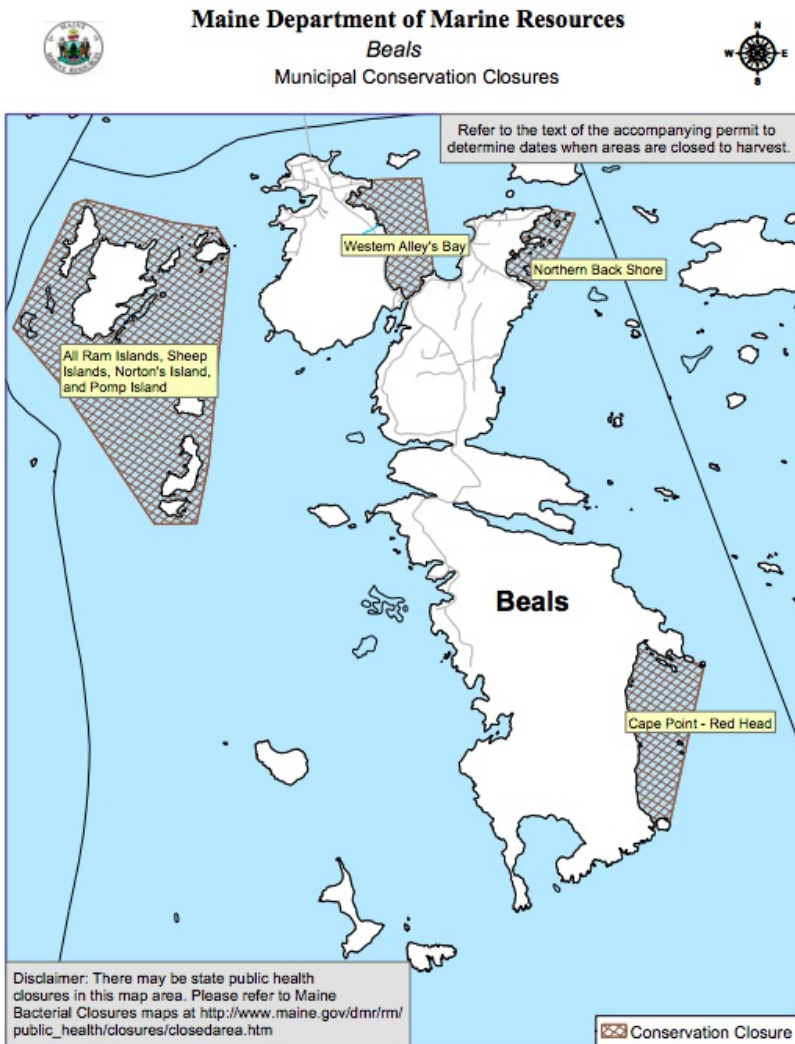 Maine Department of Marine Resources
Beals
Municipal Conservation Closures
MAINE
MARINE RESOURCES
N
W
E
S
Refer to the text of the accompanying permit to
determine dates when areas are closed to harvest.
Western Alley's Bay
Northern Back Shore
All Ram Islands, Sheep
Islands, Norton's Island,
and Pomp Island
Beals
Cape Point - Red Head
Disclaimer: There may be state public health
closures in this map area. Please refer to Maine
Bacterial Closures maps at http://www.maine.gov/dmr/rm/
public_health/closures/closedarea.htm
Conservation Closure